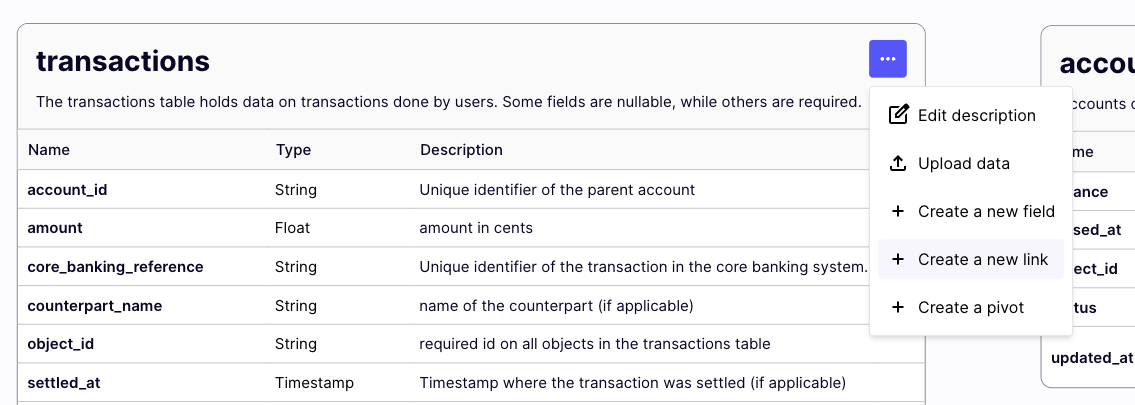 transactions
The transactions table holds data on transactions done by users. Some fields are nullable, while others are required.
Name Type Description
account_id String Unique identifier of the parent account
amount Float amount in cents
core_banking_reference String Unique identifier of the transaction in the core banking system.
counterpart_name String name of the counterpart (if applicable)
object_id String required id on all objects in the transactions table
settled_at Timestamp Timestamp where the transaction was settled (if applicable)
Edit description
Upload data
Create a new field
Create a new link
Create a pivot
accou
ccounts
me
ance
sed_at
ect_id
tus
updated_at